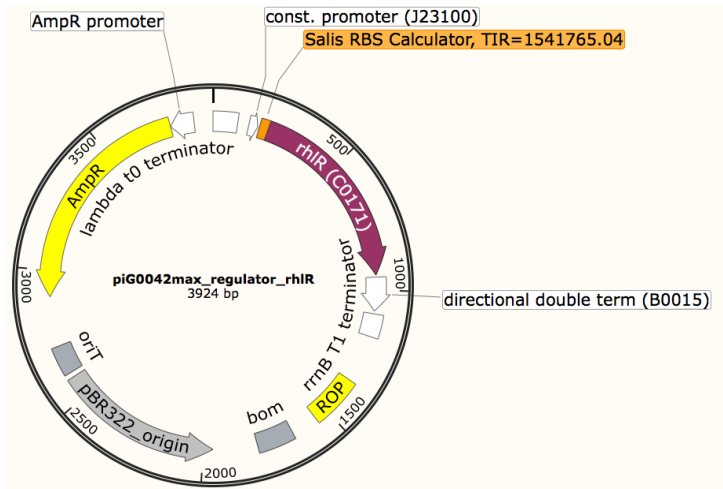 AmpR promoter
const. promoter (J23100)
Salis RBS Calculator, TIR=1541765.04
lambda t0 terminator
rhlR (C0171)
AmpR
500
3500
1000
3000
piG0042max_regulator_rhlR
3924 bp
directional double term (B0015)
rrnB T1 terminator
oriT
ROP
pBR322_origin
bom
1500
2500
2000